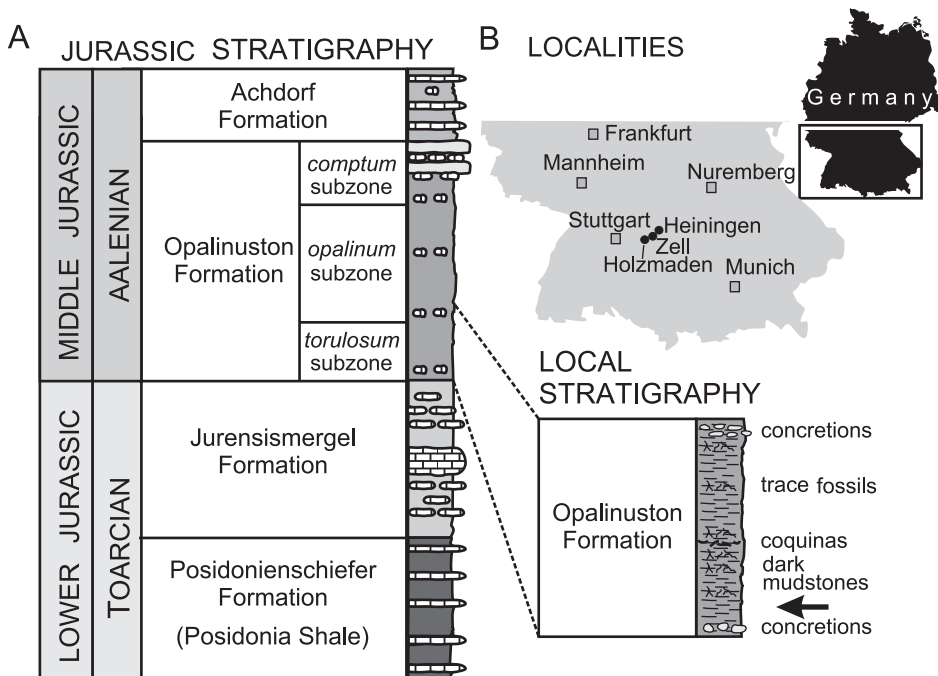 A
JURASSIC STRATIGRAPHY
MIDDLE JURASSIC
AALENIAN
LOWER JURASSIC
TOARCIAN
Achdorf
Formation
Opalinuston
Formation
comptum
subzone
opalinum
subzone
torulosum
subzone
Jurensismergel
Formation
Posidonienschiefer
Formation
(Posidonia Shale)
B
LOCALITIES
Germany
Frankfurt
Mannheim
Nuremberg
Stuttgart
Heiningen
Zell
Holzmaden
Munich
LOCAL
STRATIGRAPHY
Opalinuston
Formation
concretions
trace fossils
coquinas
dark
mudstones
concretions